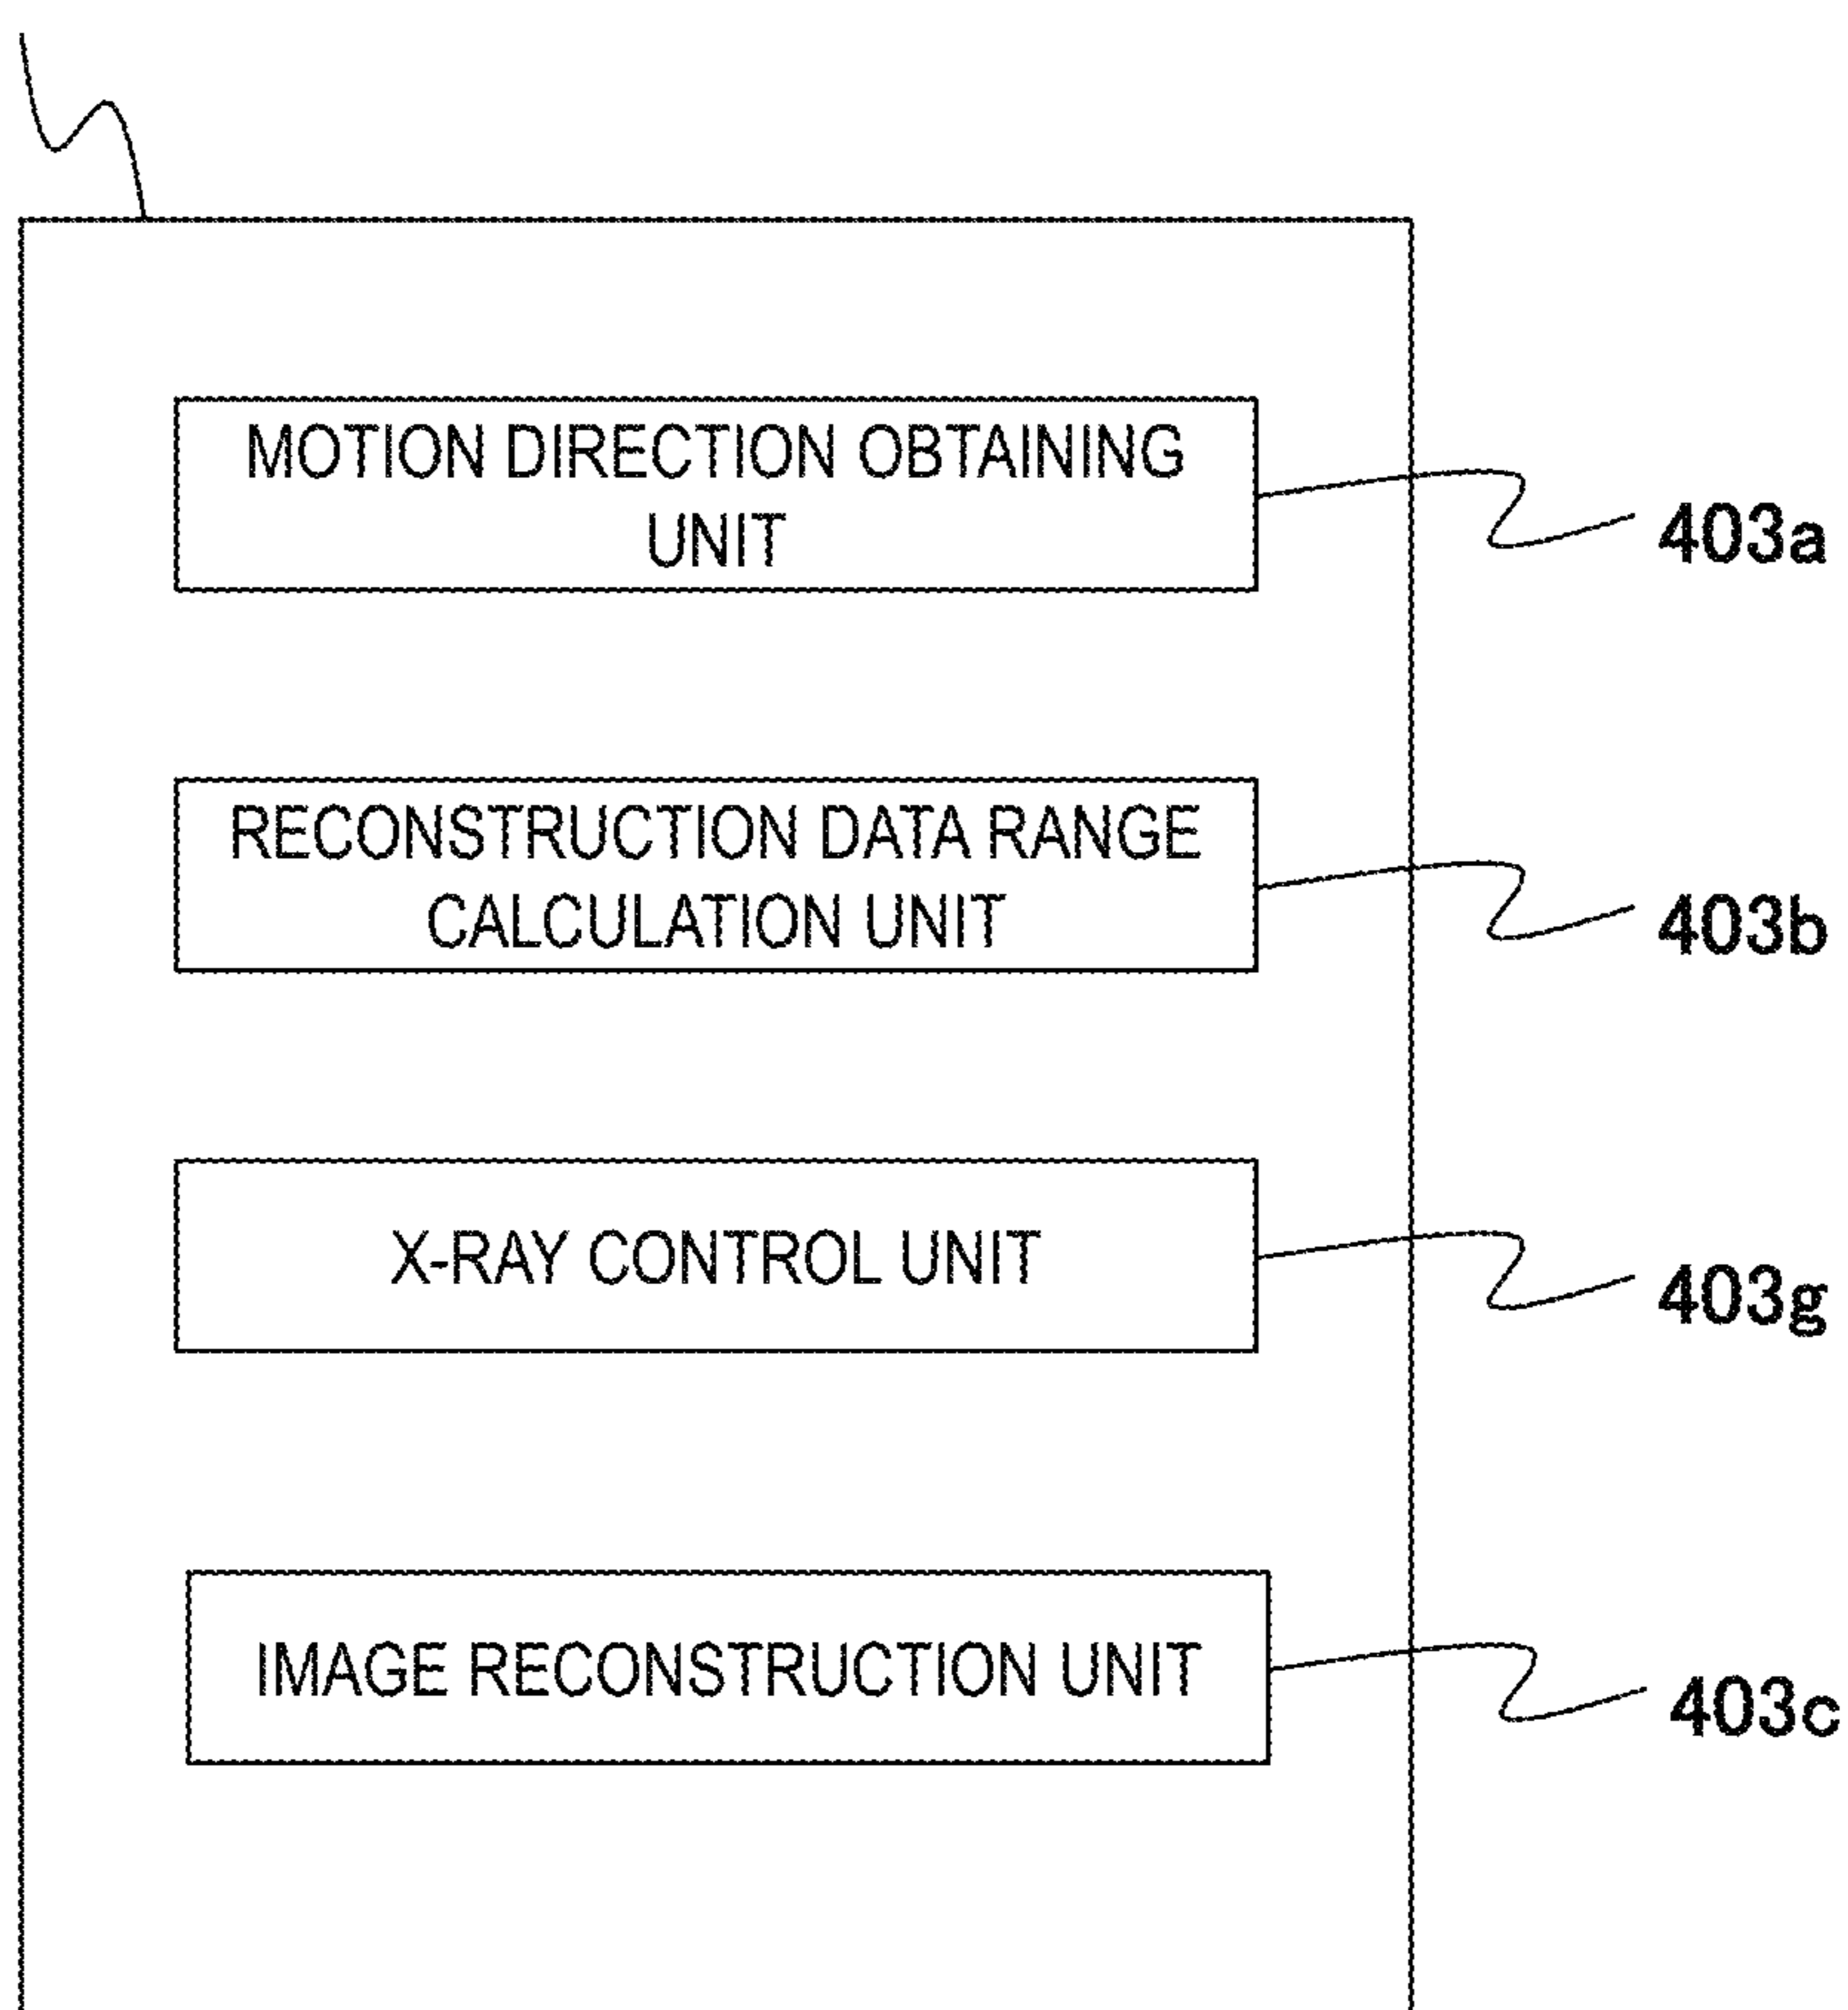 MOTION DIRECTION OBTAINING
UNIT
403a
RECONSTRUCTION DATA RANGE
CALCULATION UNIT
403b
X-RAY CONTROL UNIT
403g
IMAGE RECONSTRUCTION UNIT
403c